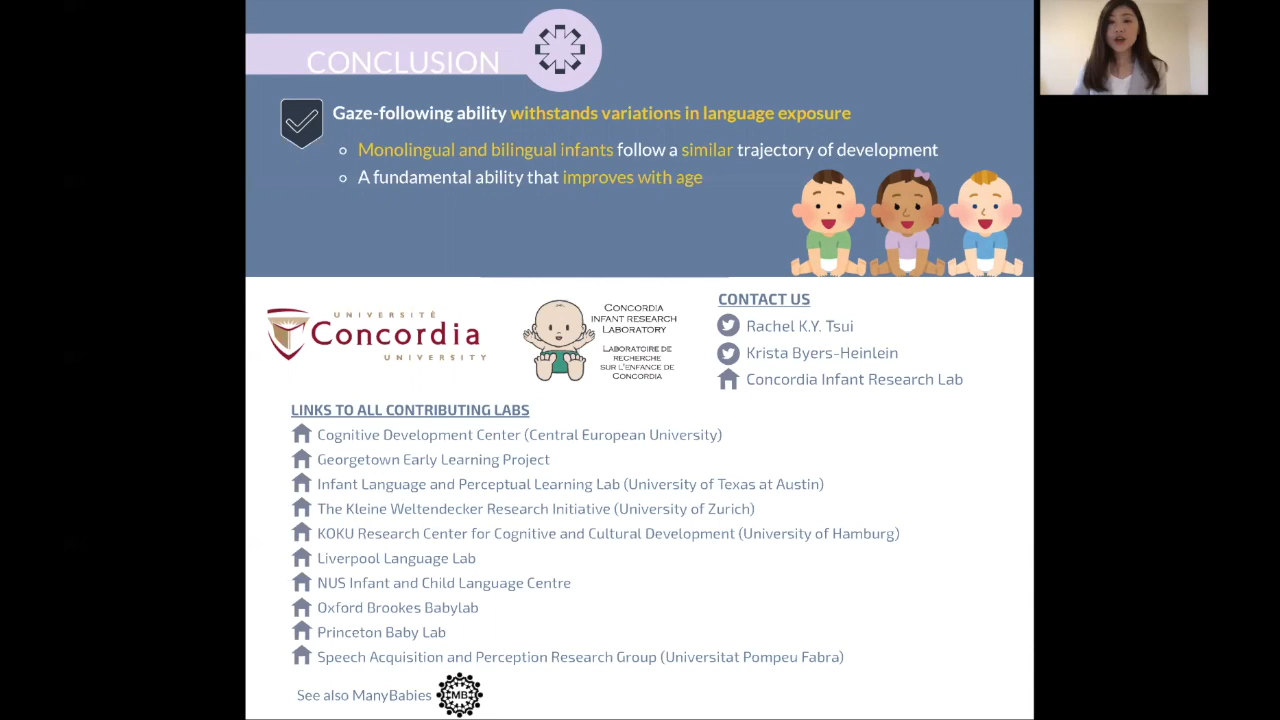 CONCLUSION
Gaze-following ability withstands variations in language exposure
Monolingual and bilingual infants follow a similar trajectory of development
A fundamental ability that improves with age
UNIVERSITÉ
Concordia
UNIVERSITY
CONCORDIA
INFANT RESEARCH
LABORATORY
LABORATOIRE DE
RECHERCHE
SUR L'ENFANCE DE
CONCORDIA
CONTACT US
Rachel K.Y. Tsui
Krista Byers-Heinlein
Concordia Infant Research Lab
LINKS TO ALL CONTRIBUTING LABS
Cognitive Development Center (Central European University)
Georgetown Early Learning Project
Infant Language and Perceptual Learning Lab (University of Texas at Austin)
The Kleine Weltendecker Research Initiative (University of Zurich)
KOKU Research Center for Cognitive and Cultural Development (University of Hamburg)
Liverpool Language Lab
NUS Infant and Child Language Centre
Oxford Brookes Babylab
Princeton Baby Lab
Speech Acquisition and Perception Research Group (Universitat Pompeu Fabra)
See also ManyBabies MB